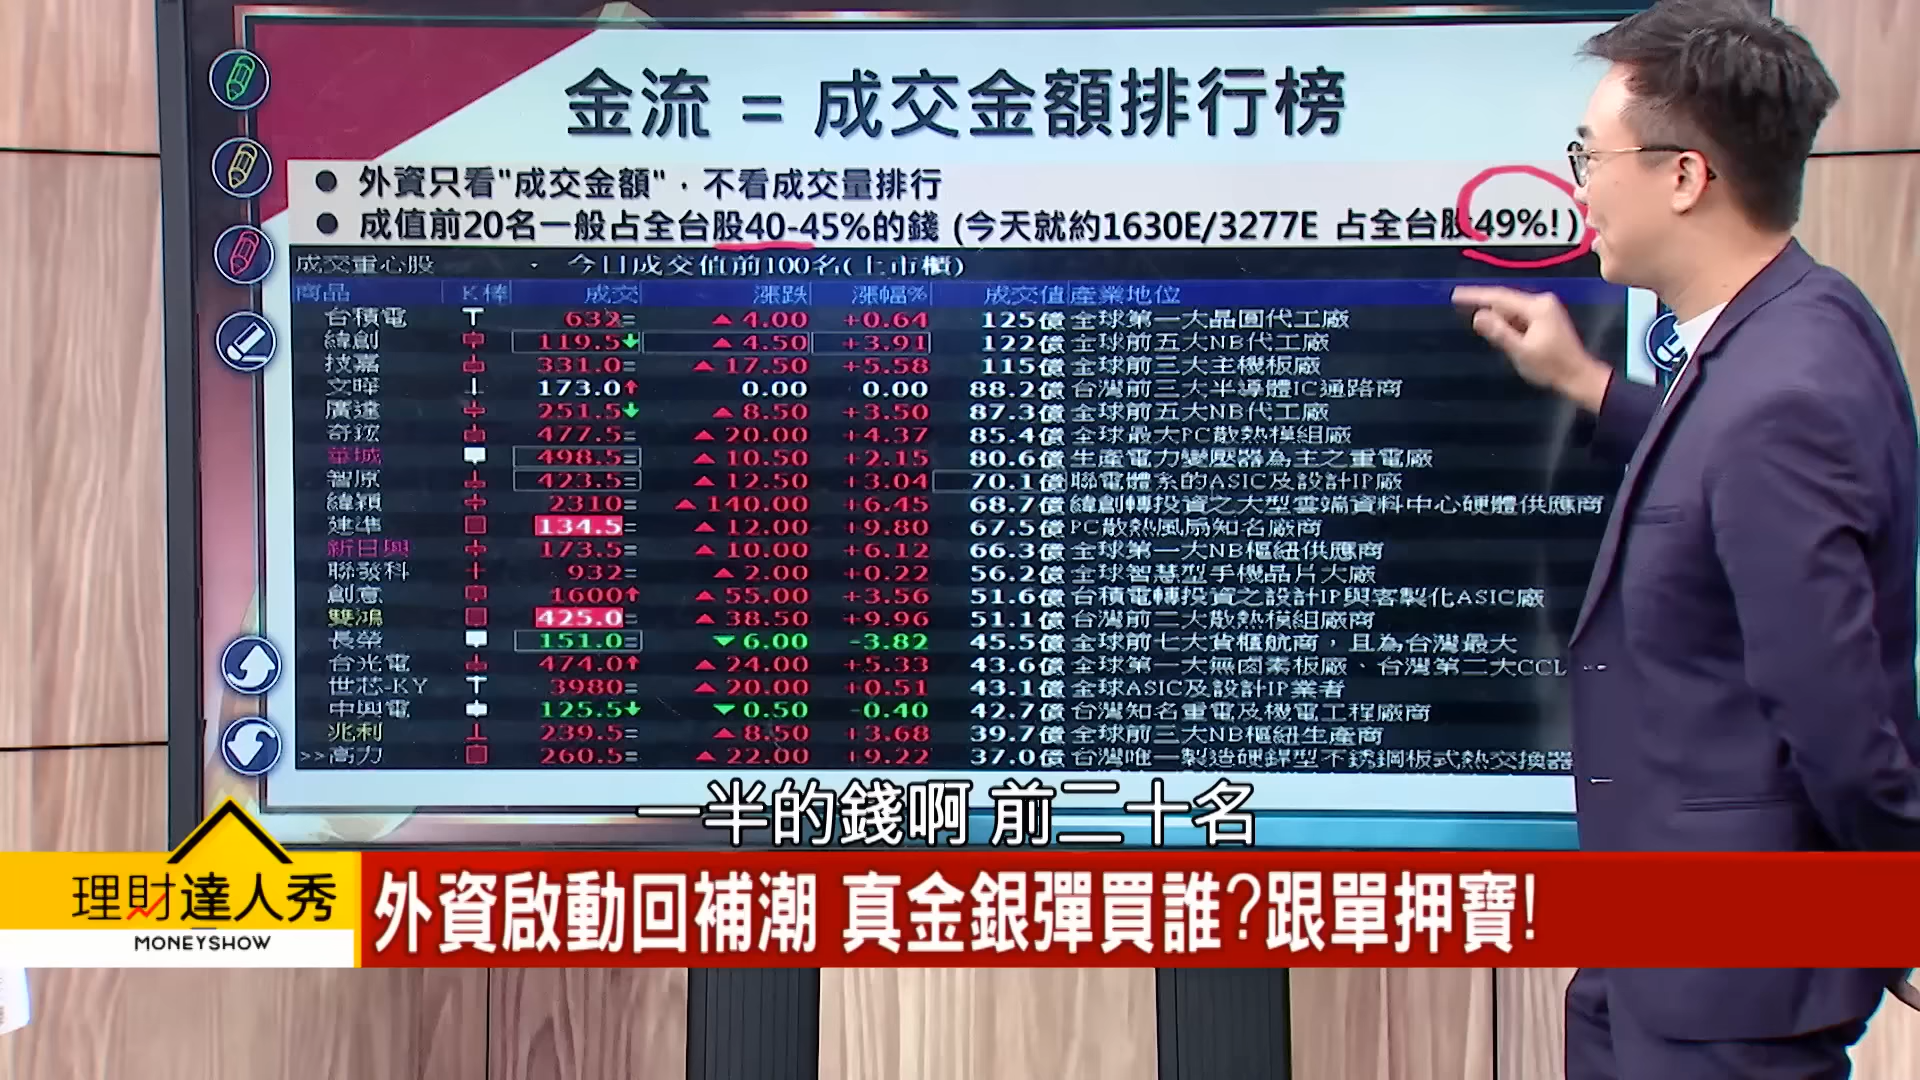 金流 = 成交金額排行榜
● 外資只看"成交金額"，不看成交量排行
● 成值前20名一般占全台股40-45%的錢 (今天就約1630E/3277E 占全台股49%!)
成交重心股 - 今日成交值前100名(上市櫃)
商品 K棒 成交 漲跌 漲幅% 成交值 產業地位
台積電 632= ▲4.00 +0.64 125億 全球第一大晶圓代工廠
緯創 119.5↓ ▲4.50 +3.91 122億 全球前五大NB代工廠
技嘉 331.0= ▲17.50 +5.58 115億 全球前三大主機板廠
文曄 173.0↑ 0.00 0.00 88.2億 台灣前三大半導體IC通路商
廣達 251.5↓ ▲8.50 +3.50 87.3億 全球前五大NB代工廠
奇鋐 477.5= ▲20.00 +4.37 85.4億 全球最大PC散熱模組廠
華城 498.5= ▲10.50 +2.15 80.6億 生產電力變壓器為主之重電廠
智原 423.5= ▲12.50 +3.04 70.1億 聯電體系的ASIC及設計IP廠
緯穎 2310= ▲140.00 +6.45 68.7億 緯創轉投資之大型雲端資料中心硬體供應商
建準 134.5= ▲12.00 +9.80 67.5億 PC散熱風扇知名廠商
新日興 173.5= ▲10.00 +6.12 66.3億 全球第一大NB樞紐供應商
聯發科 932= ▲2.00 +0.22 56.2億 全球智慧型手機晶片大廠
創意 1600↑ ▲55.00 +3.56 51.6億 台積電轉投資之設計IP與客製化ASIC廠
雙鴻 425.0= ▲38.50 +9.96 51.1億 台灣前二大散熱模組廠商
長榮 151.0= ▼6.00 -3.82 45.5億 全球前七大貨櫃航商，且為台灣最大
台光電 474.0↑ ▲24.00 +5.33 43.6億 全球第一大無鹵素板廠、台灣第二大CCL
世芯-KY 3980= ▲20.00 +0.51 43.1億 全球ASIC及設計IP業者
中興電 125.5↓ ▼0.50 -0.40 42.7億 台灣知名重電及機電工程廠商
兆利 239.5= ▲8.50 +3.68 39.7億 全球前三大NB樞紐生產商
>>高力 260.5= ▲22.00 +9.22 37.0億 台灣唯一製造硬銲型不銹鋼板式熱交換器
一半的錢啊 前二十名
理財達人秀
MONEYSHOW
外資啟動回補潮 真金銀彈買誰?跟單押寶!